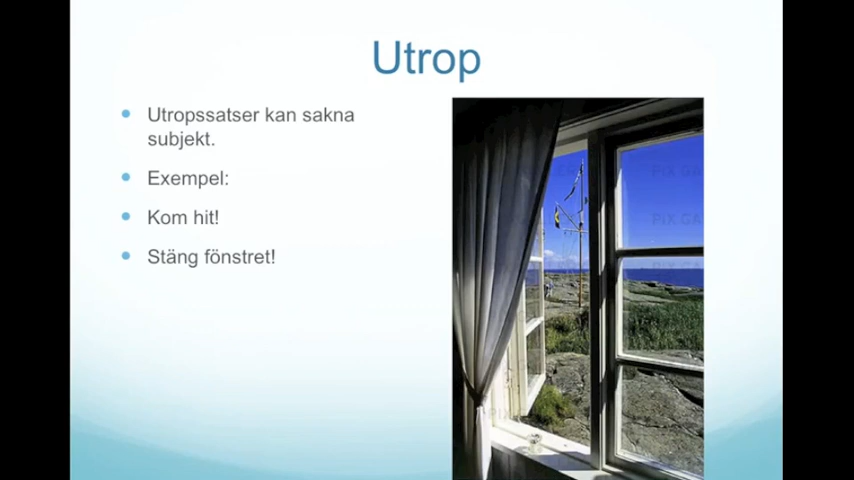 Utrop
Utropssatser kan sakna
subjekt.
Exempel:
Kom hit!
Stäng fönstret!